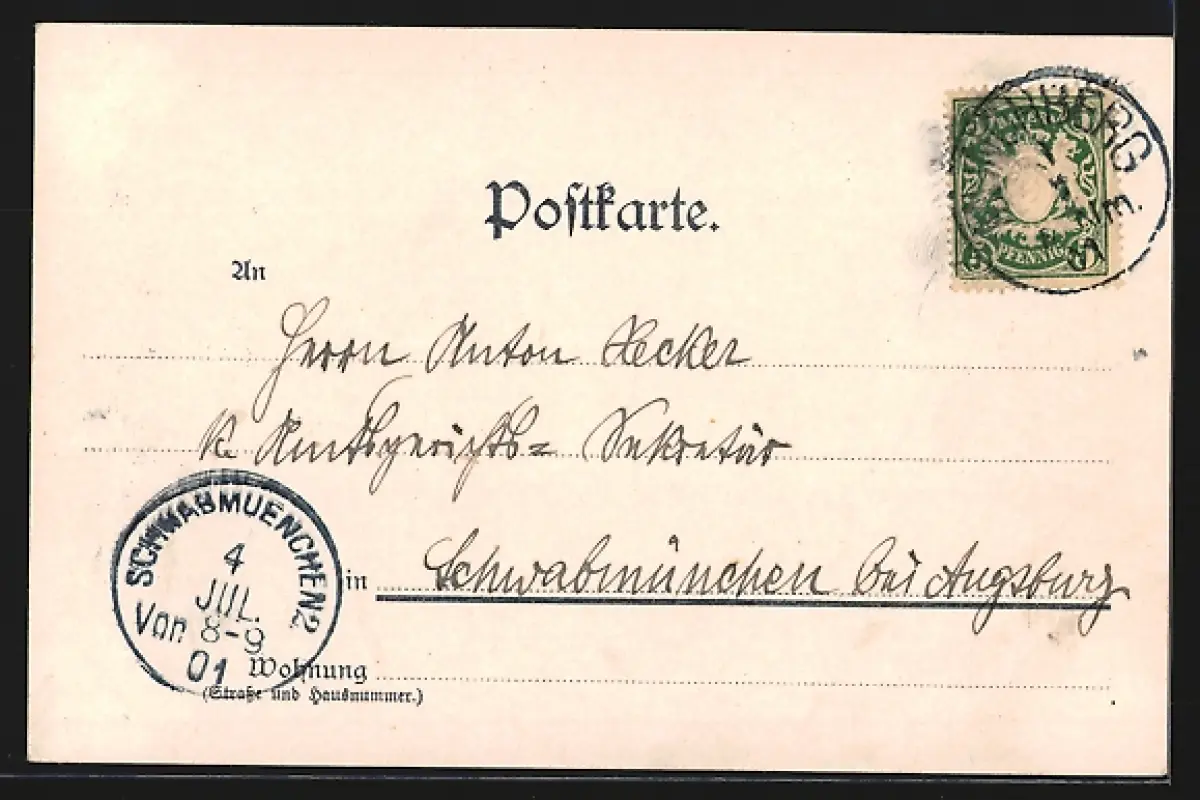 Postkarte.
PFENNIG
An
Herrn Anton Hecker
K. Amtsgerichts= Sekretär
in Schwabmünchen bei Augsburg
SCHWABMUENCHEN 2
4
JUL.
Vor. 8-9
01
Wohnung
(Straße und Hausnummer.)